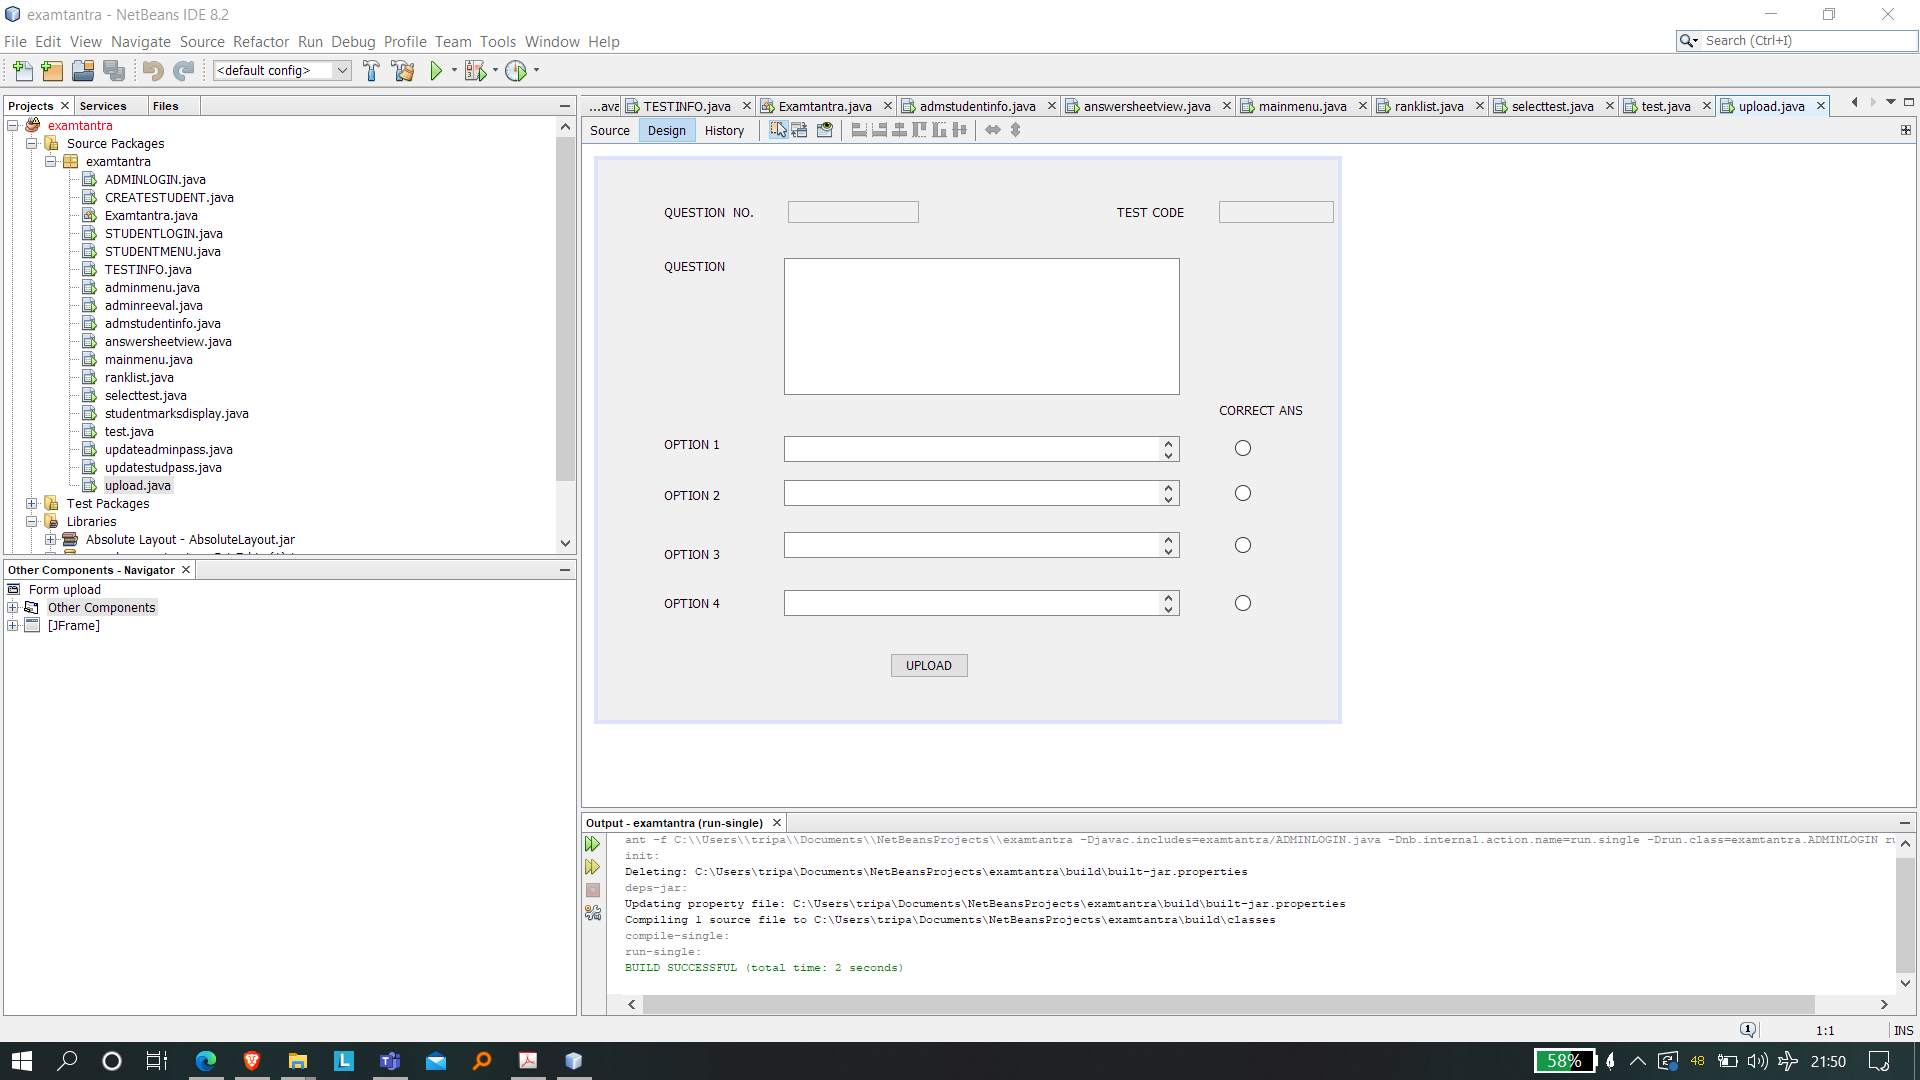 examtantra - NetBeans IDE 8.2
File Edit View Navigate Source Refactor Run Debug Profile Team Tools Window Help
Search (Ctrl+I)
<default config>
Projects Services Files
examtantra
Source Packages
examtantra
ADMINLOGIN.java
CREATESTUDENT.java
Examtantra.java
STUDENTLOGIN.java
STUDENTMENU.java
TESTINFO.java
adminmenu.java
adminreeval.java
admstudentinfo.java
answersheetview.java
mainmenu.java
ranklist.java
selecttest.java
studentmarksdisplay.java
test.java
updateadminpass.java
updatestudpass.java
upload.java
Test Packages
Libraries
Absolute Layout - AbsoluteLayout.jar
Other Components - Navigator
Form upload
Other Components
[JFrame]
...ava TESTINFO.java Examtantra.java admstudentinfo.java answersheetview.java mainmenu.java ranklist.java selecttest.java test.java upload.java
Source Design History
QUESTION NO. TEST CODE
QUESTION
CORRECT ANS
OPTION 1
OPTION 2
OPTION 3
OPTION 4
UPLOAD
Output - examtantra (run-single)
ant -f C:\\Users\\tripa\\Documents\\NetBeansProjects\\examtantra -Djavac.includes=examtantra/ADMINLOGIN.java -Dnb.internal.action.name=run.single -Drun.class=examtantra.ADMINLOGIN
init:
Deleting: C:\Users\tripa\Documents\NetBeansProjects\examtantra\build\built-jar.properties
deps-jar:
Updating property file: C:\Users\tripa\Documents\NetBeansProjects\examtantra\build\built-jar.properties
Compiling 1 source file to C:\Users\tripa\Documents\NetBeansProjects\examtantra\build\classes
compile-single:
run-single:
BUILD SUCCESSFUL (total time: 2 seconds)
1:1 INS
58% 48 21:50